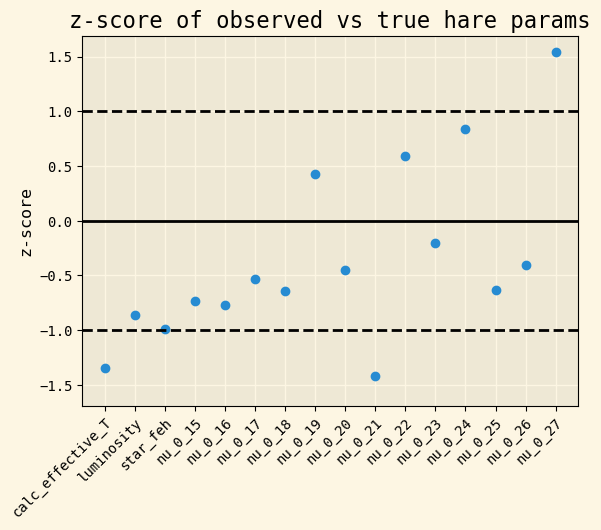 z-score of observed vs true hare params
z-score
1.5
1.0
0.5
0.0
−0.5
−1.0
−1.5
calc_effective_T
luminosity
star_feh
nu_0_15
nu_0_16
nu_0_17
nu_0_18
nu_0_19
nu_0_20
nu_0_21
nu_0_22
nu_0_23
nu_0_24
nu_0_25
nu_0_26
nu_0_27